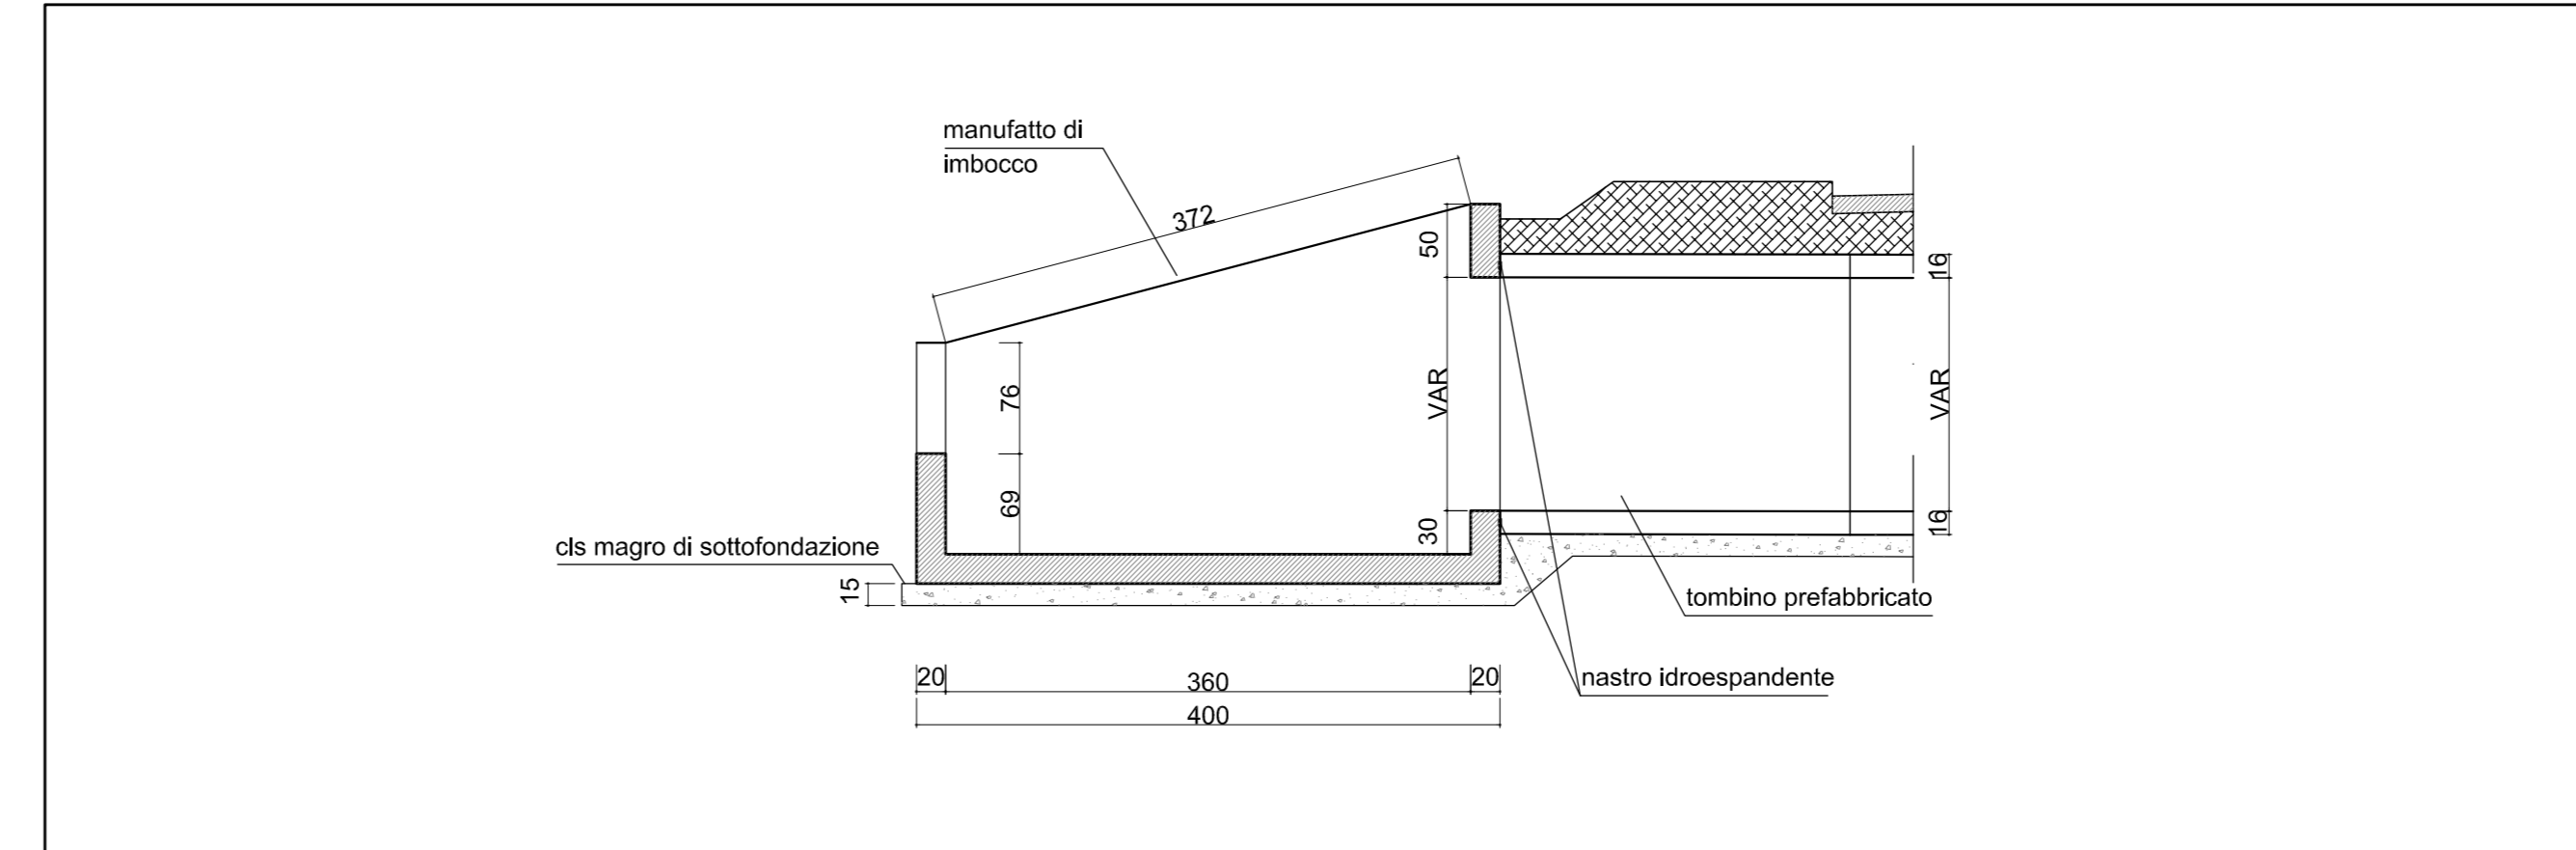 manufatto di
imbocco
372
50
16
76
VAR
VAR
69
30
16
cls magro di sottofondazione
15
tombino prefabbricato
nastro idroespandente
20
360
20
400